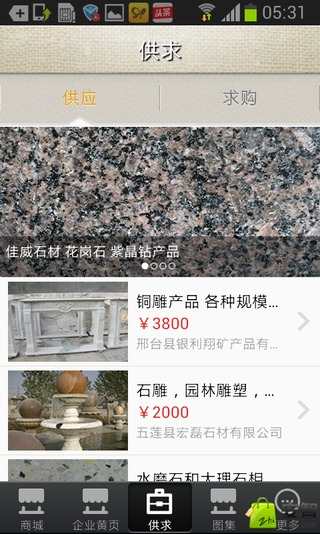 05:31
供求
供应
求购
佳威石材 花岗石 紫晶钻产品
铜雕产品 各种规模...
￥3800
邢台县银利翔矿产品有...
石雕，园林雕塑，...
￥2000
五莲县宏磊石材有限公司
水磨石和大理石相
商城
企业黄页
供求
图集
更多